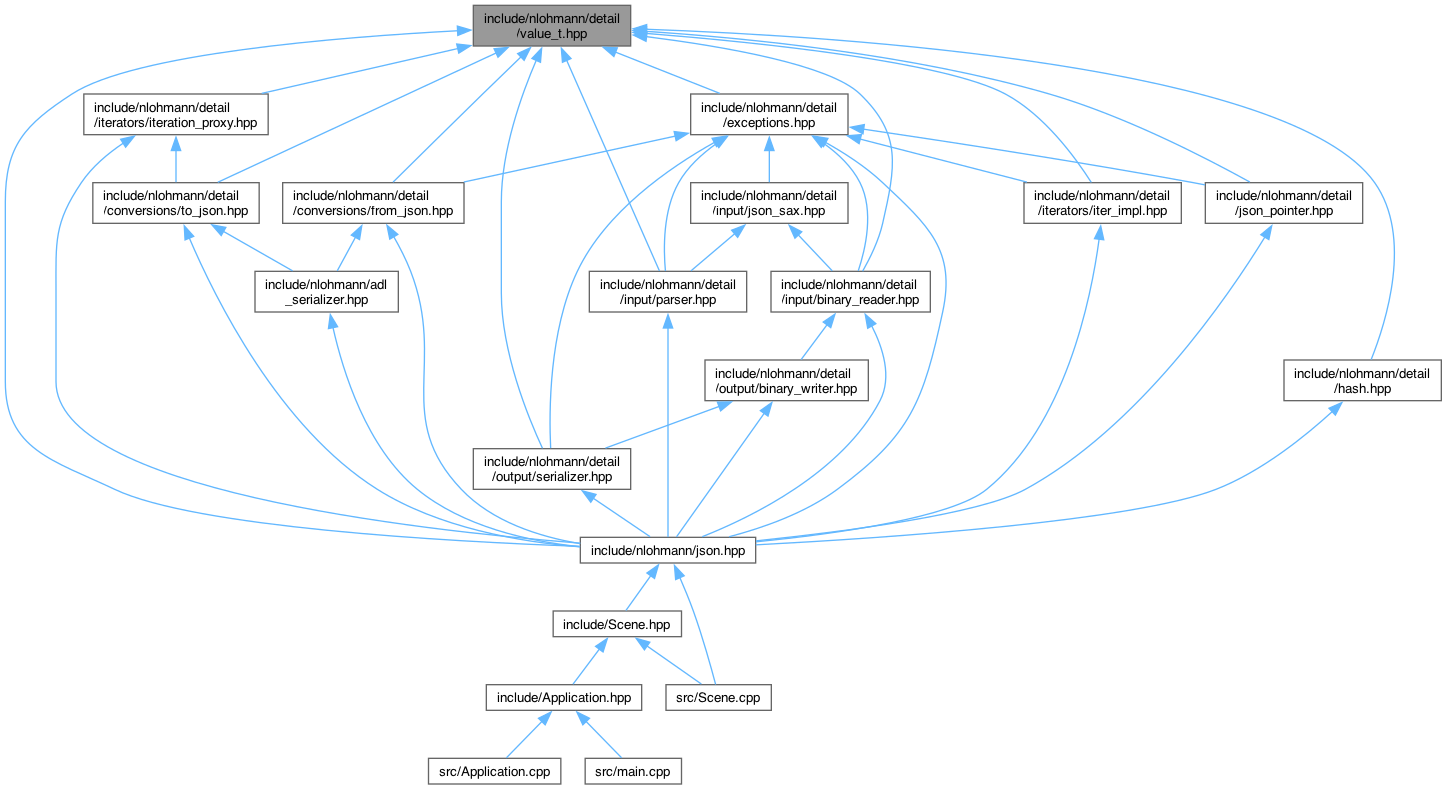 include/nlohmann/detail
/value_t.hpp
include/nlohmann/detail
/iterators/iteration_proxy.hpp
include/nlohmann/detail
/exceptions.hpp
include/nlohmann/detail
/conversions/to_json.hpp
include/nlohmann/detail
/conversions/from_json.hpp
include/nlohmann/detail
/input/json_sax.hpp
include/nlohmann/detail
/iterators/iter_impl.hpp
include/nlohmann/detail
/json_pointer.hpp
include/nlohmann/adl
_serializer.hpp
include/nlohmann/detail
/input/parser.hpp
include/nlohmann/detail
/input/binary_reader.hpp
include/nlohmann/detail
/output/binary_writer.hpp
include/nlohmann/detail
/hash.hpp
include/nlohmann/detail
/output/serializer.hpp
include/nlohmann/json.hpp
include/Scene.hpp
include/Application.hpp
src/Scene.cpp
src/Application.cpp
src/main.cpp